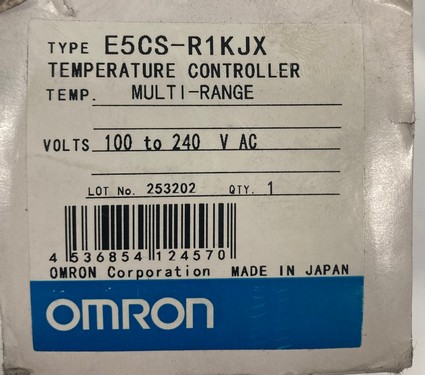 TYPE E5CS-R1KJX
TEMPERATURE CONTROLLER
TEMP. MULTI-RANGE
VOLTS 100 to 240 V AC
LOT No. 253202 QTY. 1
4 536854 124570
OMRON Corporation MADE IN JAPAN
OMRON